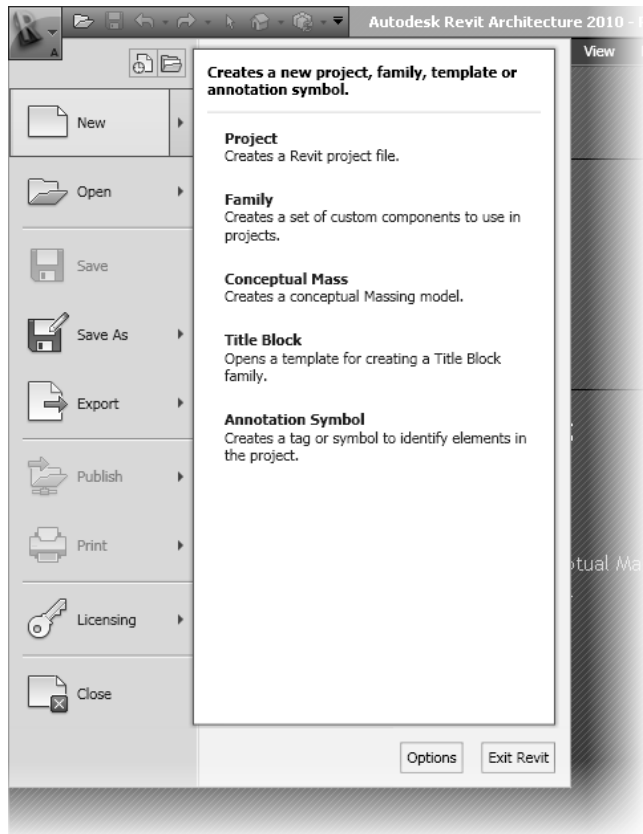 Autodesk Revit Architecture 2010 -
A
View
Creates a new project, family, template or
annotation symbol.
New
Project
Creates a Revit project file.
Open
Family
Creates a set of custom components to use in
projects.
Save
Conceptual Mass
Creates a conceptual Massing model.
Save As
Title Block
Opens a template for creating a Title Block
family.
Export
Annotation Symbol
Creates a tag or symbol to identify elements in
the project.
Publish
Print
Licensing
Close
Options
Exit Revit